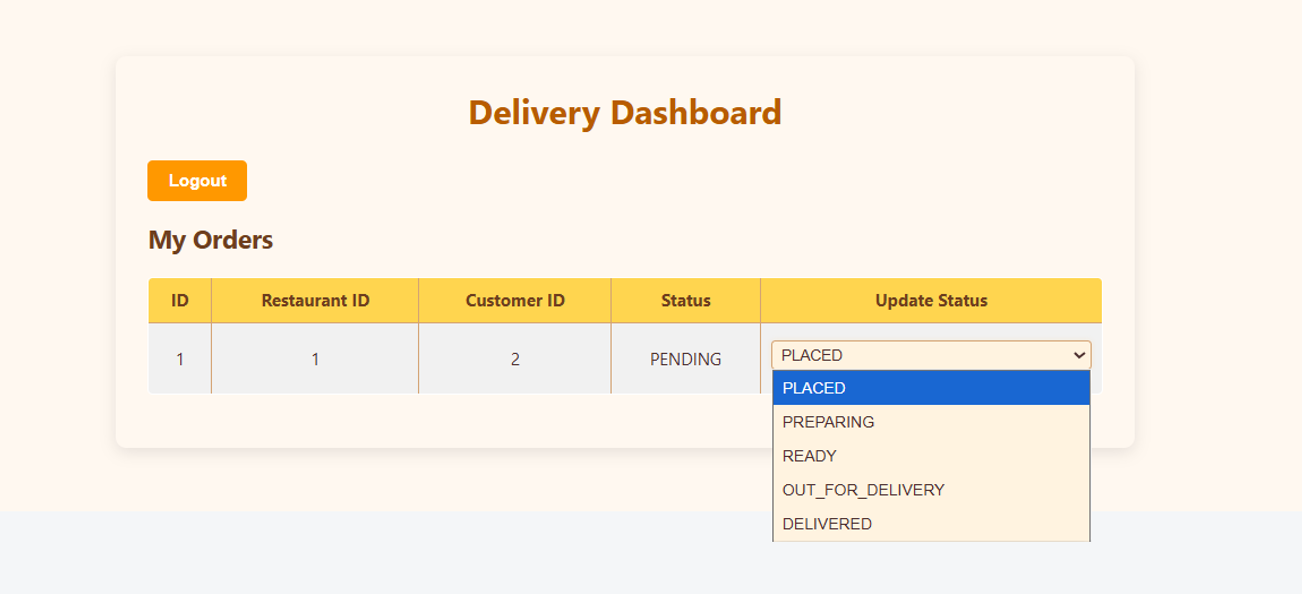 Delivery Dashboard
Logout
My Orders
ID Restaurant ID Customer ID Status Update Status
1 1 2 PENDING PLACED
PLACED
PREPARING
READY
OUT_FOR_DELIVERY
DELIVERED